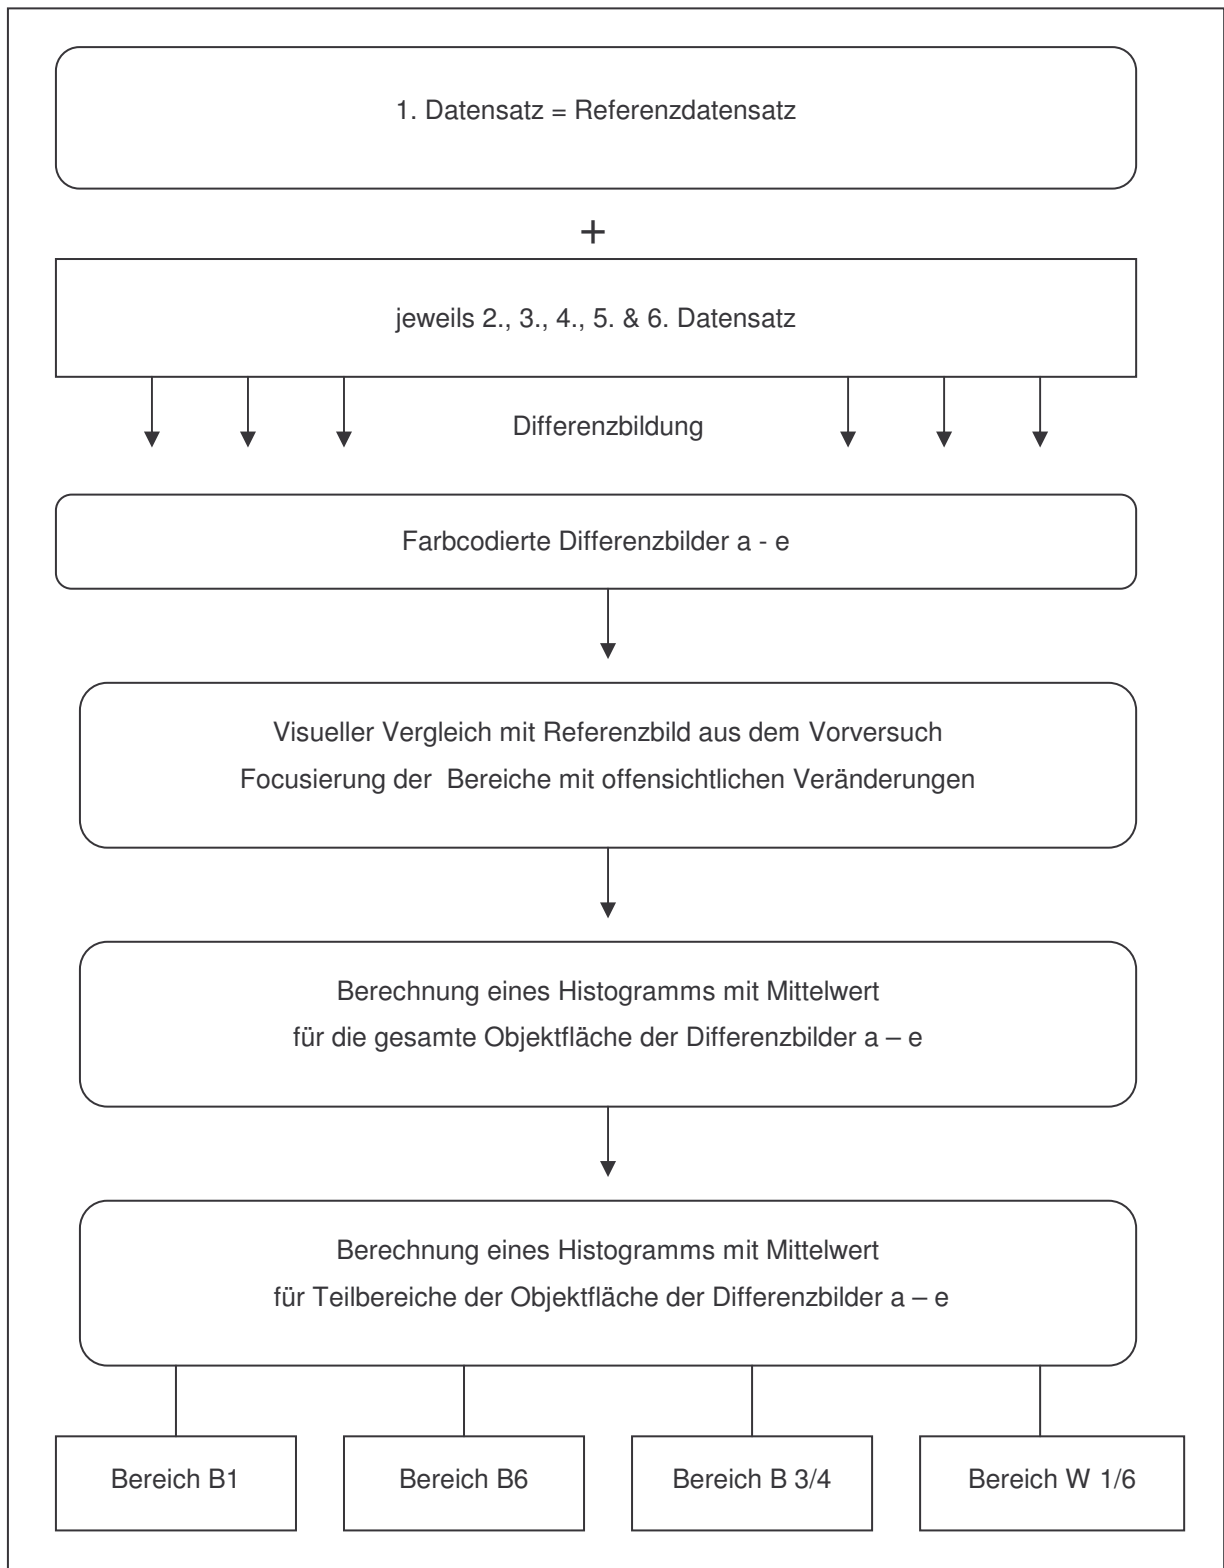 1. Datensatz = Referenzdatensatz
+
jeweils 2., 3., 4., 5. & 6. Datensatz
Differenzbildung
Farbcodierte Differenzbilder a - e
Visueller Vergleich mit Referenzbild aus dem Vorversuch
Focusierung der Bereiche mit offensichtlichen Veränderungen
Berechnung eines Histogramms mit Mittelwert
für die gesamte Objektfläche der Differenzbilder a – e
Berechnung eines Histogramms mit Mittelwert
für Teilbereiche der Objektfläche der Differenzbilder a – e
Bereich B1
Bereich B6
Bereich B 3/4
Bereich W 1/6